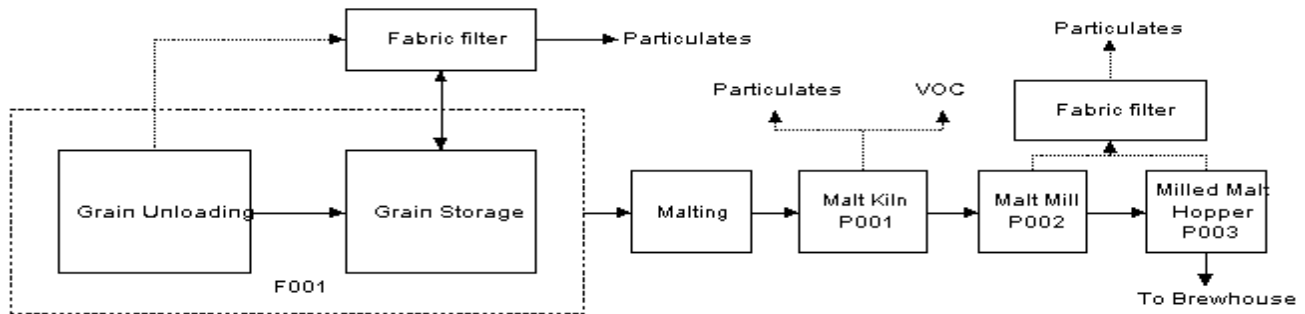 Fabric filter
Particulates
Particulates
Particulates
VOC
Fabric filter
Grain Unloading
Grain Storage
Malting
Malt Kiln
P001
Malt Mill
P002
Milled Malt
Hopper
P003
F001
To Brewhouse